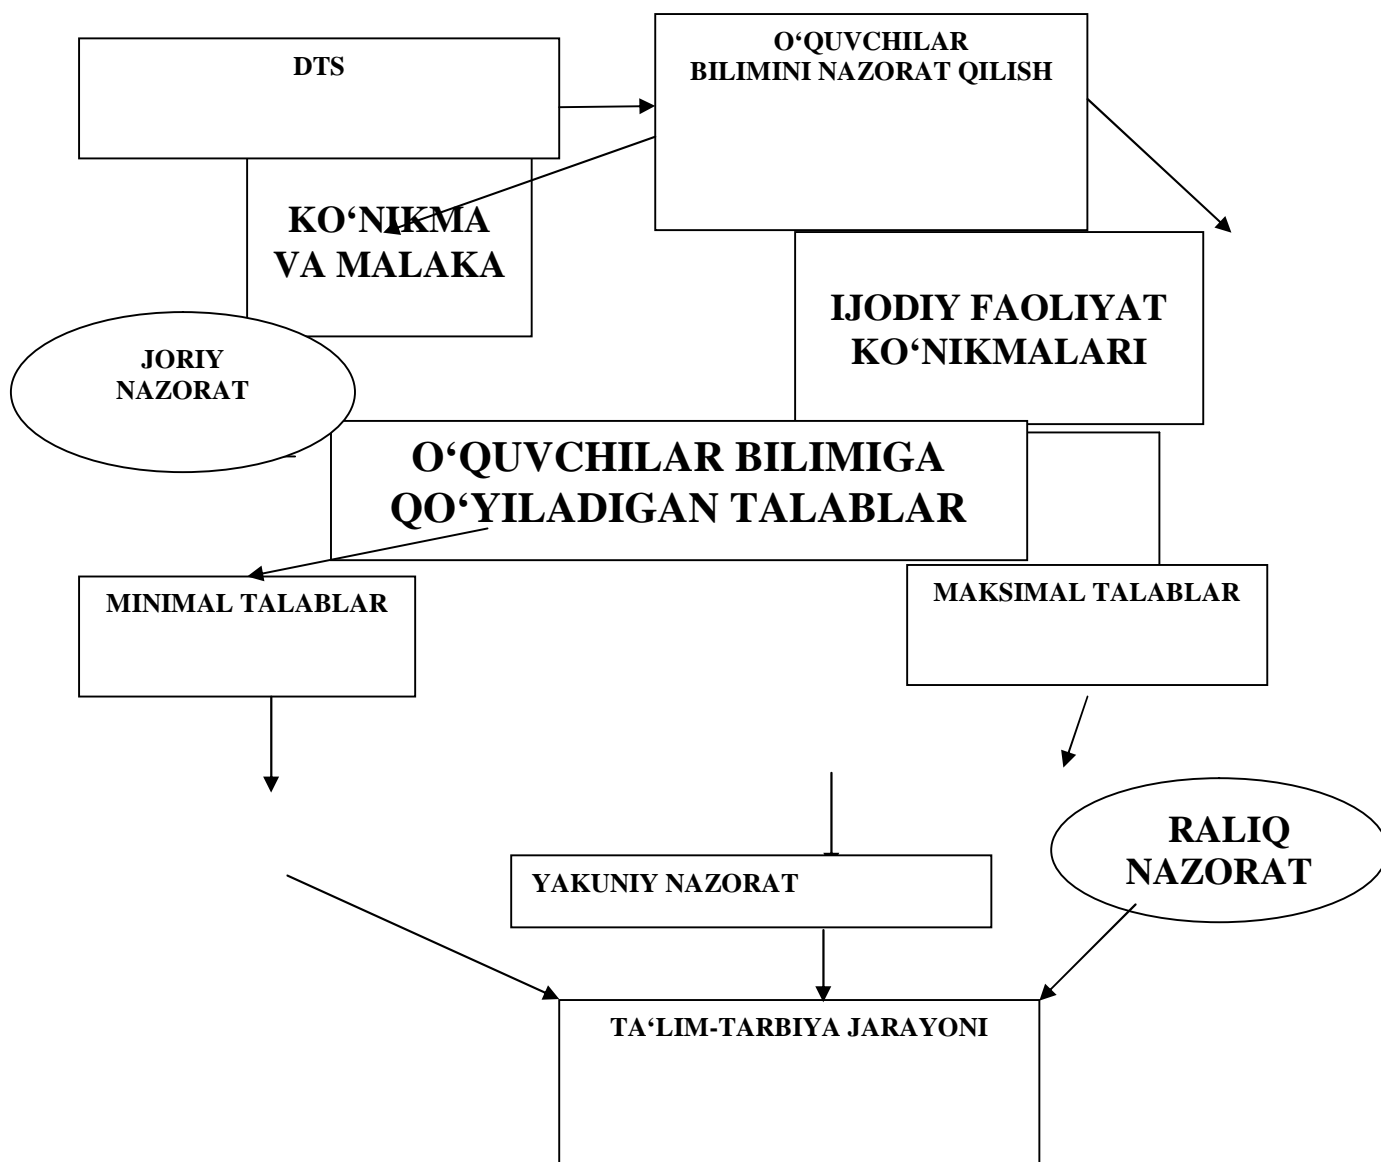 DTS
O‘QUVCHILAR
BILIMINI NAZORAT QILISH
KO‘NIKMA
VA MALAKA
IJODIY FAOLIYAT
KO‘NIKMALARI
JORIY
NAZORAT
O‘QUVCHILAR BILIMIGA
QO‘YILADIGAN TALABLAR
MINIMAL TALABLAR
MAKSIMAL TALABLAR
RALIQ
NAZORAT
YAKUNIY NAZORAT
TA‘LIM-TARBIYA JARAYONI